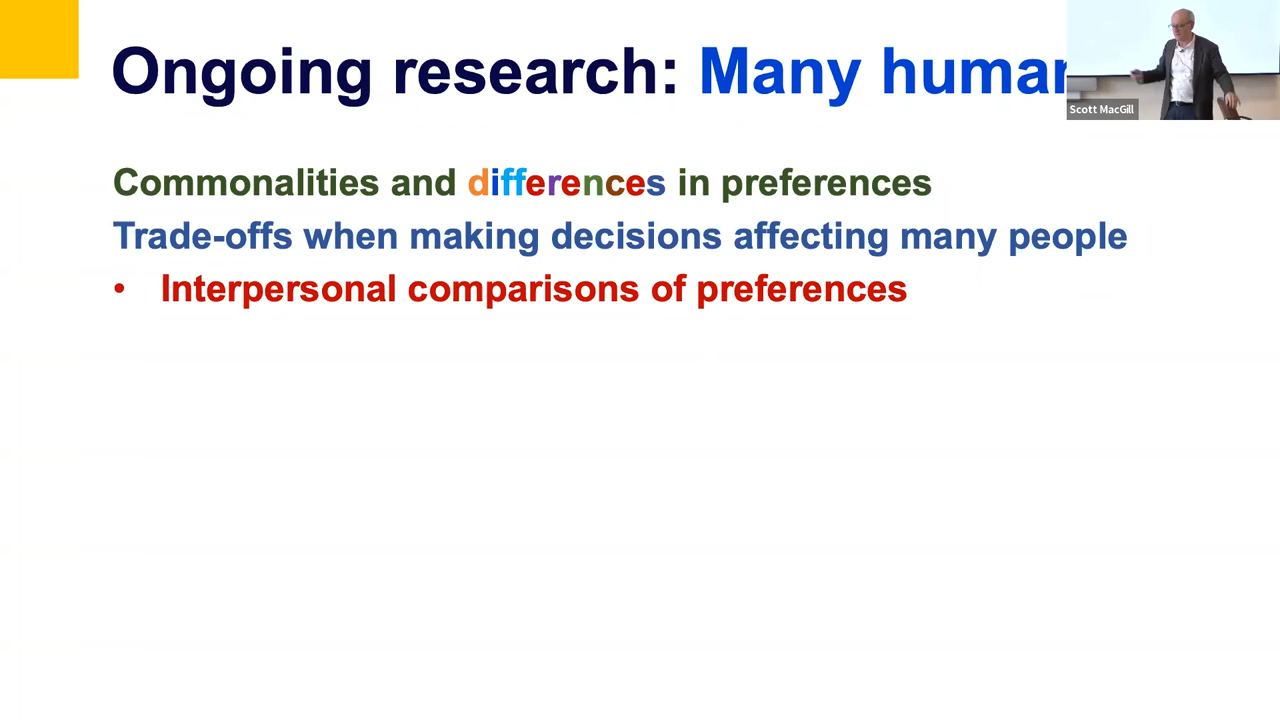 Ongoing research: Many human
Scott MacGill
Commonalities and differences in preferences
Trade-offs when making decisions affecting many people
• Interpersonal comparisons of preferences